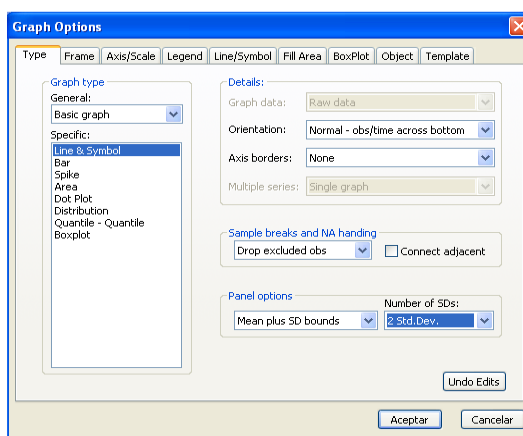 Graph Options
Type Frame Axis/Scale Legend Line/Symbol Fill Area BoxPlot Object Template
Graph type
General:
Basic graph
Specific:
Line & Symbol
Bar
Spike
Area
Dot Plot
Distribution
Quantile - Quantile
Boxplot
Details:
Graph data: Raw data
Orientation: Normal - obs/time across bottom
Axis borders: None
Multiple series: Single graph
Sample breaks and NA handing
Drop excluded obs Connect adjacent
Panel options
Number of SDs:
Mean plus SD bounds 2 Std.Dev.
Undo Edits
Aceptar Cancelar